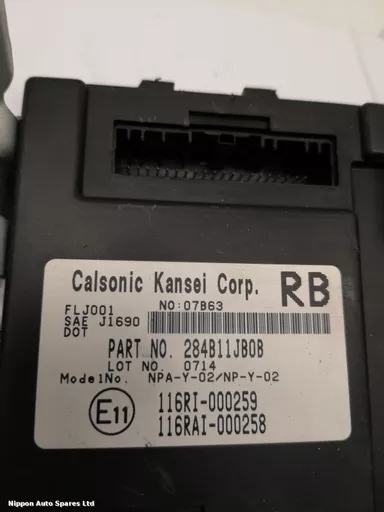 Calsonic Kansei Corp. RB
FLJ001 NO:07B63
SAE J1690
DOT
PART NO. 284B11JB0B
LOT NO. 0714
ModelNo. NPA-Y-02/NP-Y-02
E11 116RI-000259
116RAI-000258
Nippon Auto Spares Ltd